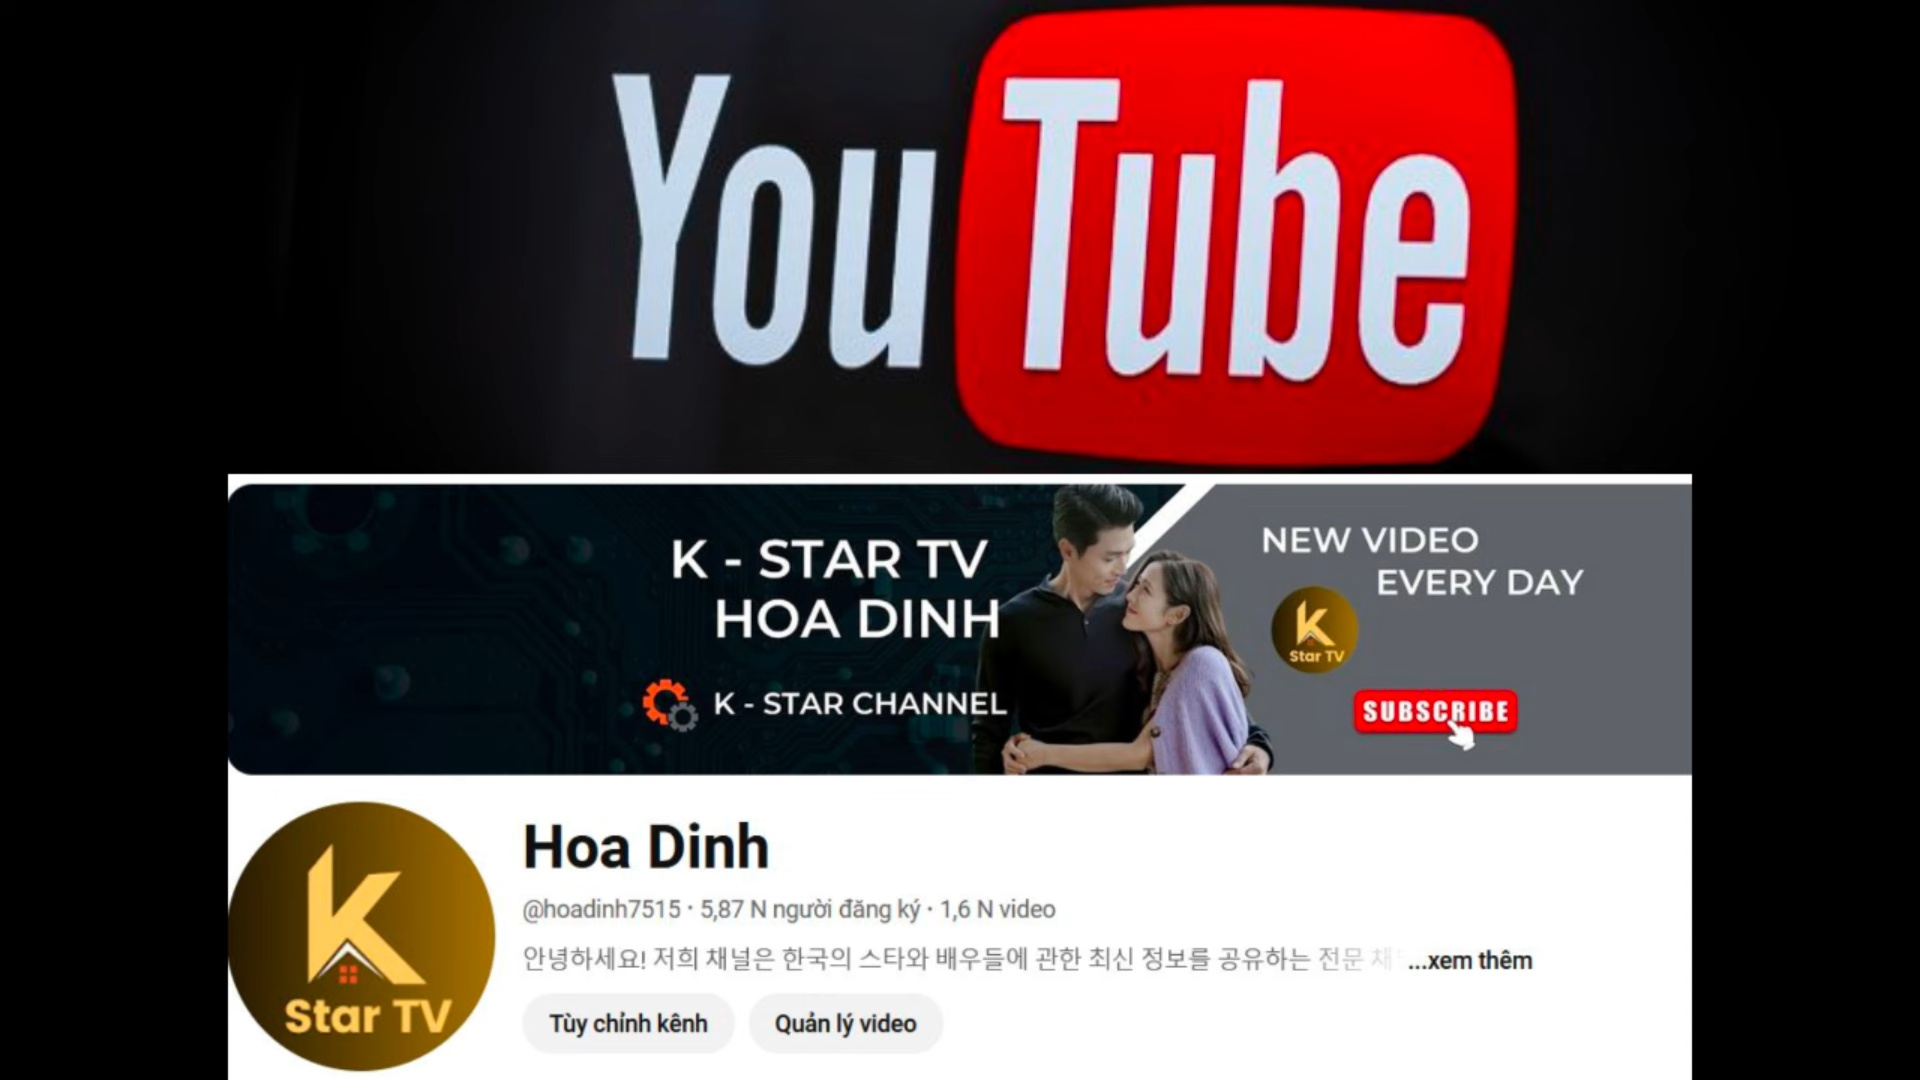 YouTube
K - STAR TV
HOA DINH
K - STAR CHANNEL
NEW VIDEO
EVERY DAY
K
Star TV
SUBSCRIBE
K
Star TV
Hoa Dinh
@hoadinh7515 · 5,87 N người đăng ký · 1,6 N video
안녕하세요! 저희 채널은 한국의 스타와 배우들에 관한 최신 정보를 공유하는 전문 채 ...xem thêm
Tùy chỉnh kênh
Quản lý video